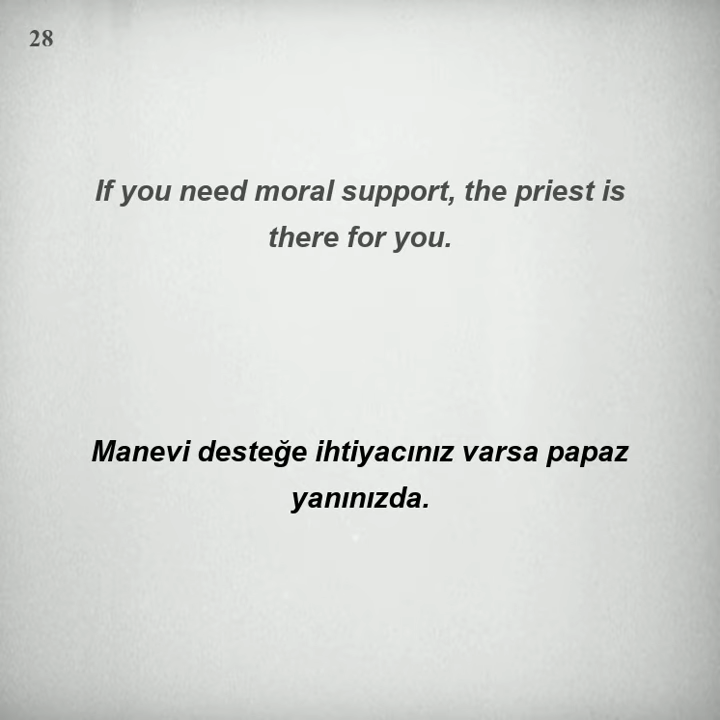 28
If you need moral support, the priest is
there for you.
Manevi desteğe ihtiyacınız varsa papaz
yanınızda.